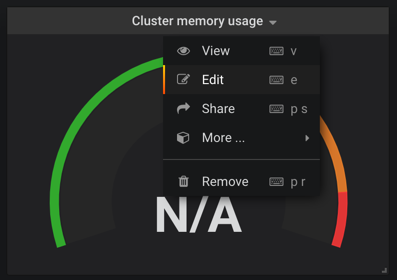 Cluster memory usage
View v
Edit e
Share p s
More ...
Remove p r
N/A